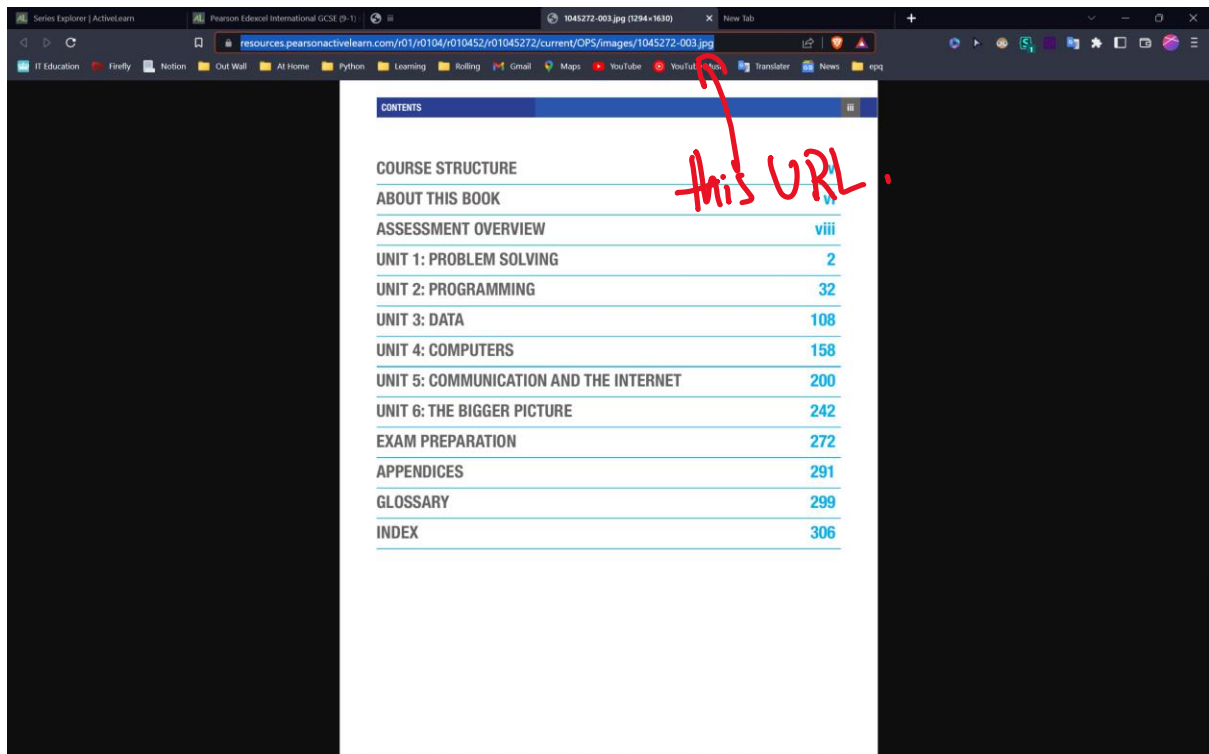 Series Explorer | ActiveLearn
Pearson Edexcel International GCSE (9-1)
iii
1045272-003.jpg (1294×1630)
New Tab
resources.pearsonactivelearn.com/r01/r0104/r010452/r01045272/current/OPS/images/1045272-003.jpg
IT Education Firefly Notion Out Wall At Home Python Learning Rolling Gmail Maps YouTube Translater News epq
this URL.
CONTENTS iii
COURSE STRUCTURE v
ABOUT THIS BOOK vi
ASSESSMENT OVERVIEW viii
UNIT 1: PROBLEM SOLVING 2
UNIT 2: PROGRAMMING 32
UNIT 3: DATA 108
UNIT 4: COMPUTERS 158
UNIT 5: COMMUNICATION AND THE INTERNET 200
UNIT 6: THE BIGGER PICTURE 242
EXAM PREPARATION 272
APPENDICES 291
GLOSSARY 299
INDEX 306